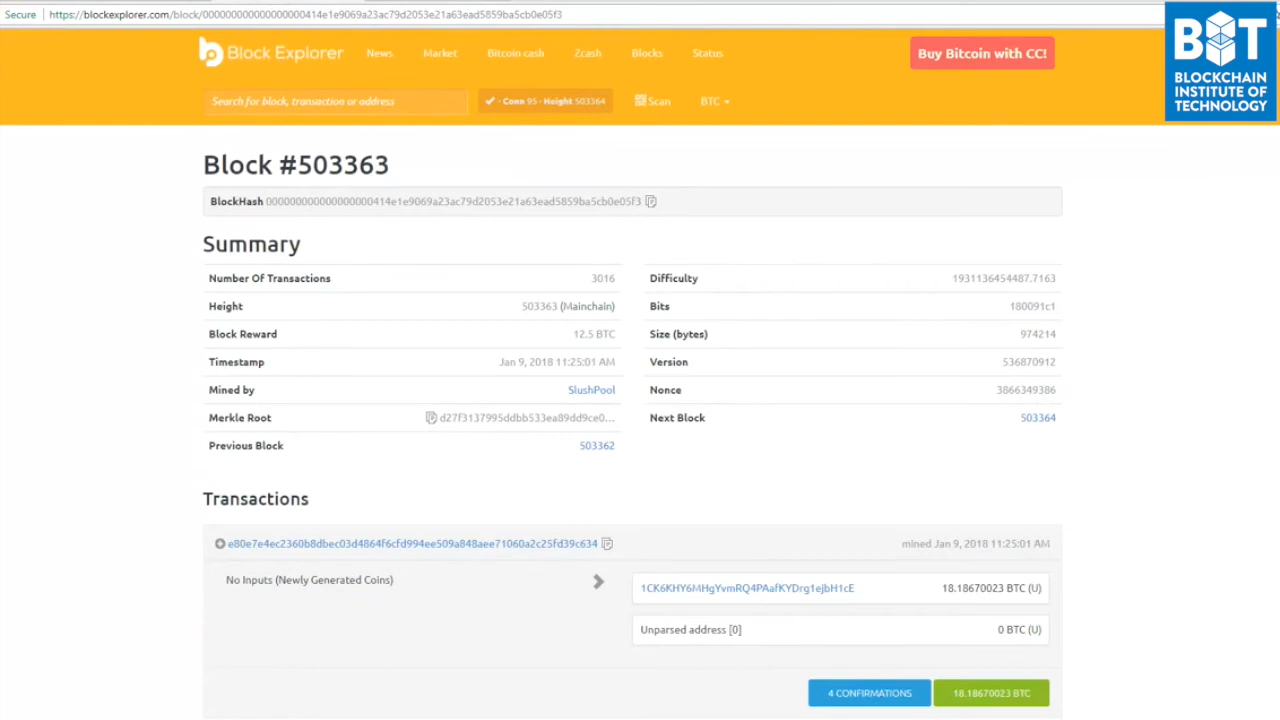 Secure https://blockexplorer.com/block/000000000000000000414e1e9069a23ac79d2053e21a63ead5859ba5cb0e05f3
Block Explorer News Market Bitcoin cash Zcash Blocks Status Buy Bitcoin with CC!
Search for block, transaction or address · Conn 95 · Height 503364 Scan BTC
BLOCKCHAIN
INSTITUTE OF
TECHNOLOGY
Block #503363
BlockHash 000000000000000000414e1e9069a23ac79d2053e21a63ead5859ba5cb0e05f3
Summary
Number Of Transactions 3016
Height 503363 (Mainchain)
Block Reward 12.5 BTC
Timestamp Jan 9, 2018 11:25:01 AM
Mined by SlushPool
Merkle Root d27f3137995ddbb533ea89dd9ce0...
Previous Block 503362
Difficulty 1931136454487.7163
Bits 180091c1
Size (bytes) 974214
Version 536870912
Nonce 3866349386
Next Block 503364
Transactions
e80e7e4ec2360b8dbec03d4864f6cfd994ee509a848aee71060a2c25fd39c634 mined Jan 9, 2018 11:25:01 AM
No Inputs (Newly Generated Coins)
1CK6KHY6MHgYvmRQ4PAafKYDrg1ejbH1cE 18.18670023 BTC (U)
Unparsed address [0] 0 BTC (U)
4 CONFIRMATIONS 18.18670023 BTC